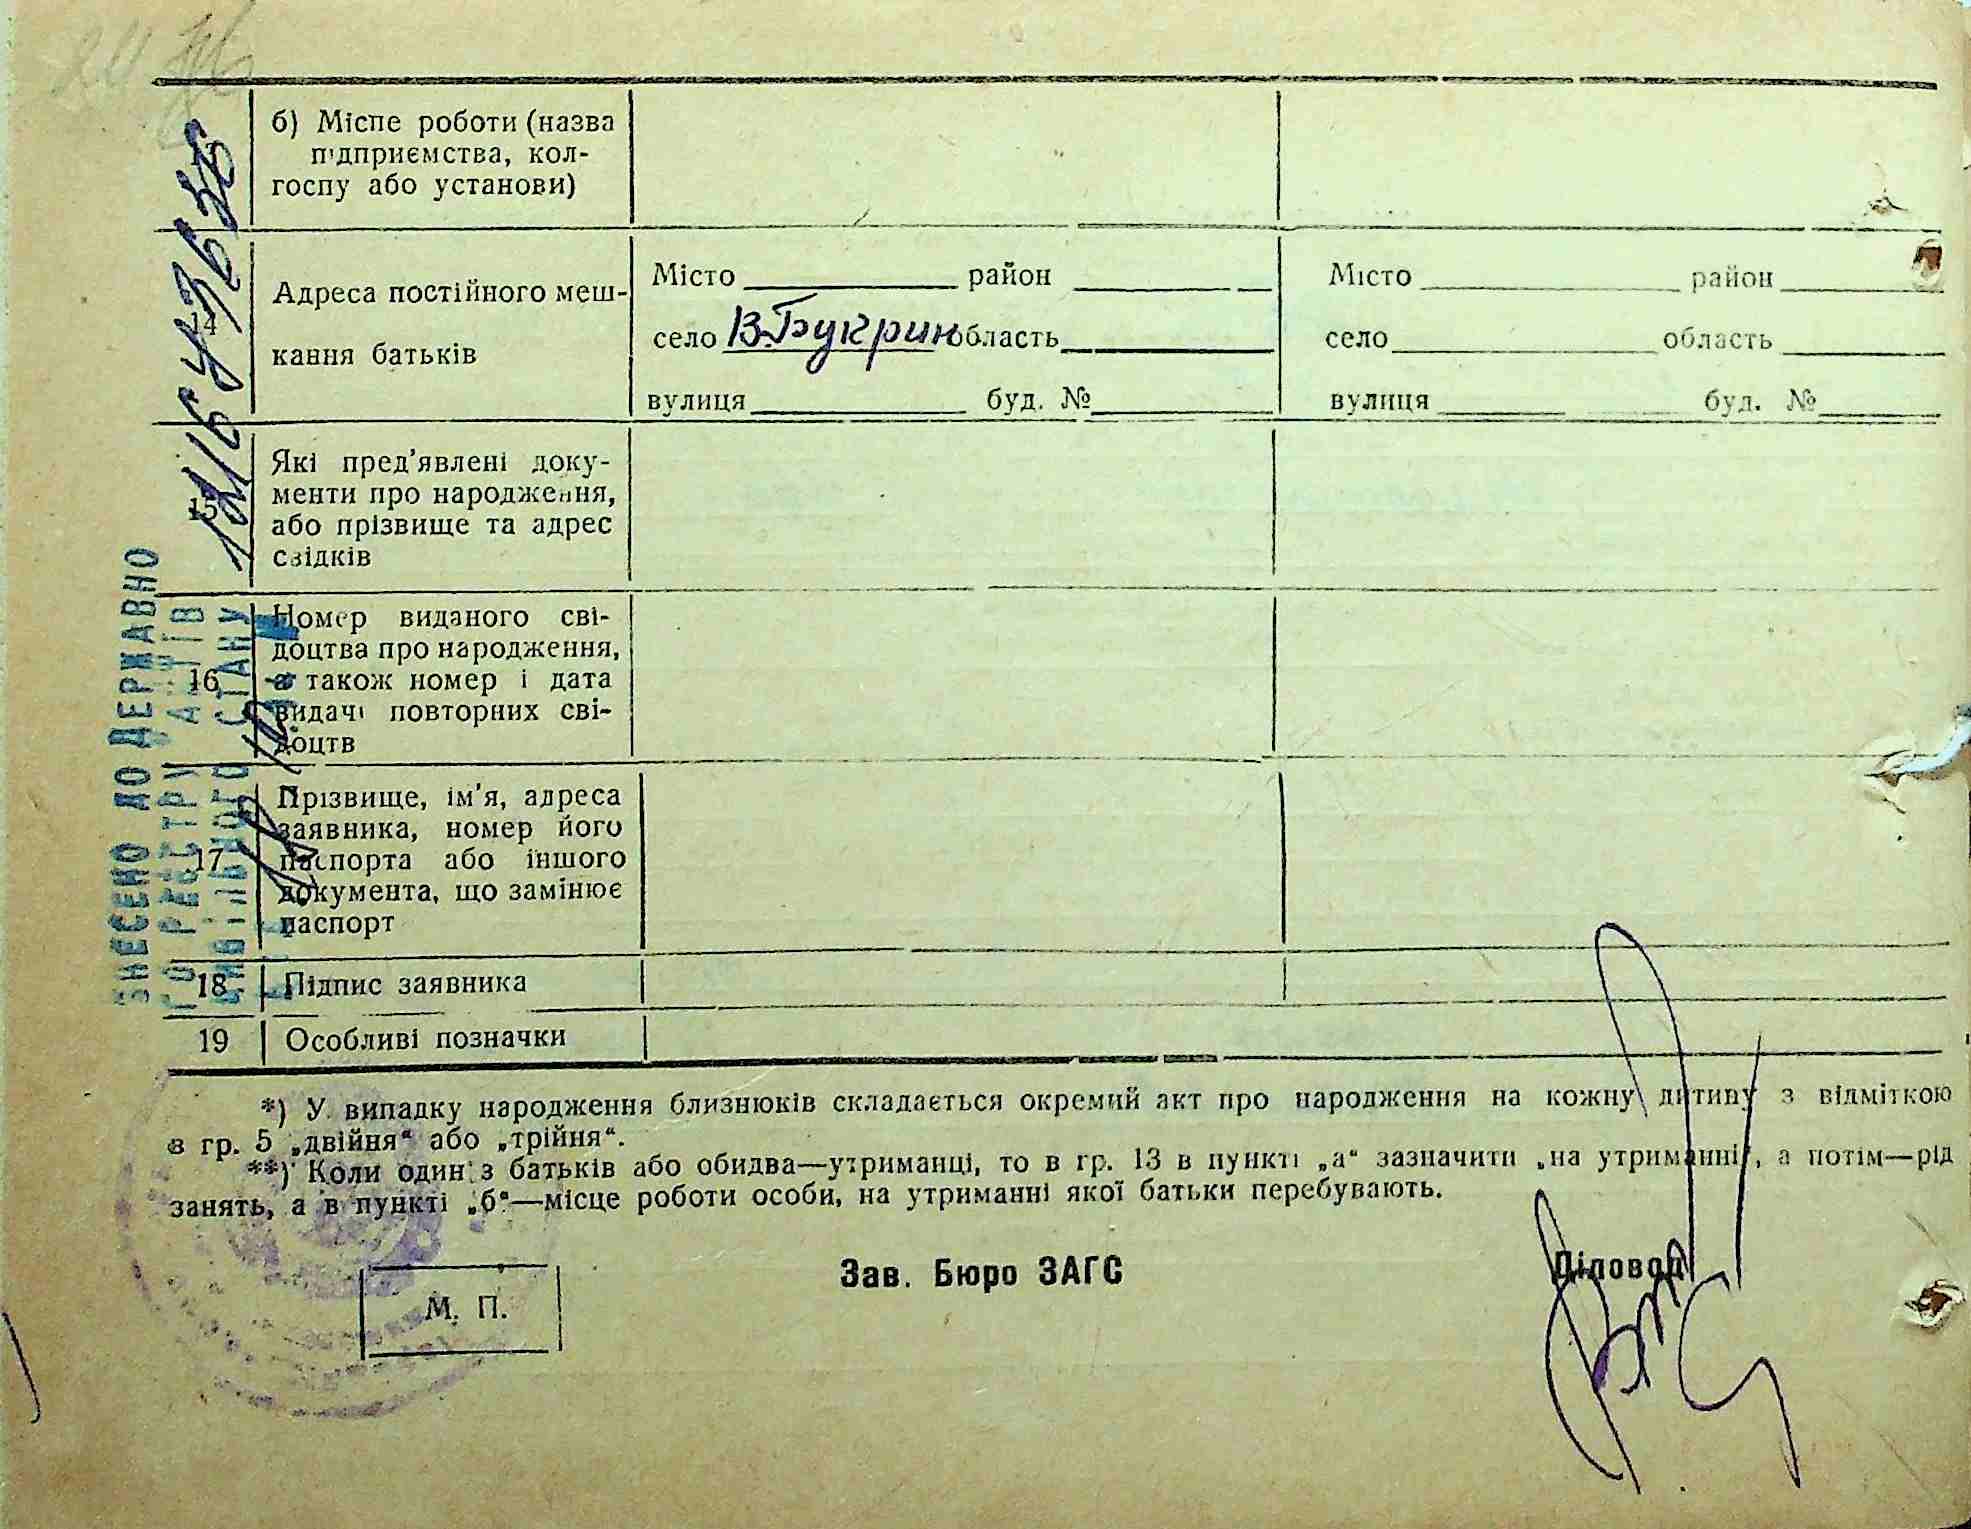 б) Місце роботи (назва
підприємства, кол-
госпу або установи)
14
Адреса постійного меш-
кання батьків
Місто район
село В. Букрин область
вулиця буд. №
Місто район
село область
вулиця буд. №
15
Які пред'явлені доку-
менти про народження,
або прізвище та адрес
свідків
16
Номер виданого сві-
доцтва про народження,
а також номер і дата
видачі повторних сві-
доцтв
17
Прізвище, ім'я, адреса
заявника, номер його
паспорта або іншого
документа, що замінює
паспорт
18 Підпис заявника
19 Особливі позначки
ВНЕСЕНО ДО ДЕРЖАВНО
ГО РЕЄСТРУ АКТІВ
ЦИВІЛЬНОГО СТАНУ
*) У випадку народження близнюків складається окремий акт про народження на кожну дитину з відміткою
в гр. 5 „двійня“ або „трійня“.
**) Коли один з батьків або обидва—утриманці, то в гр. 13 в пункті „а“ зазначити „на утриманні“, а потім—рід
занять, а в пункті „б“—місце роботи особи, на утриманні якої батьки перебувають.
М. П.
Зав. Бюро ЗАГС
Діловод